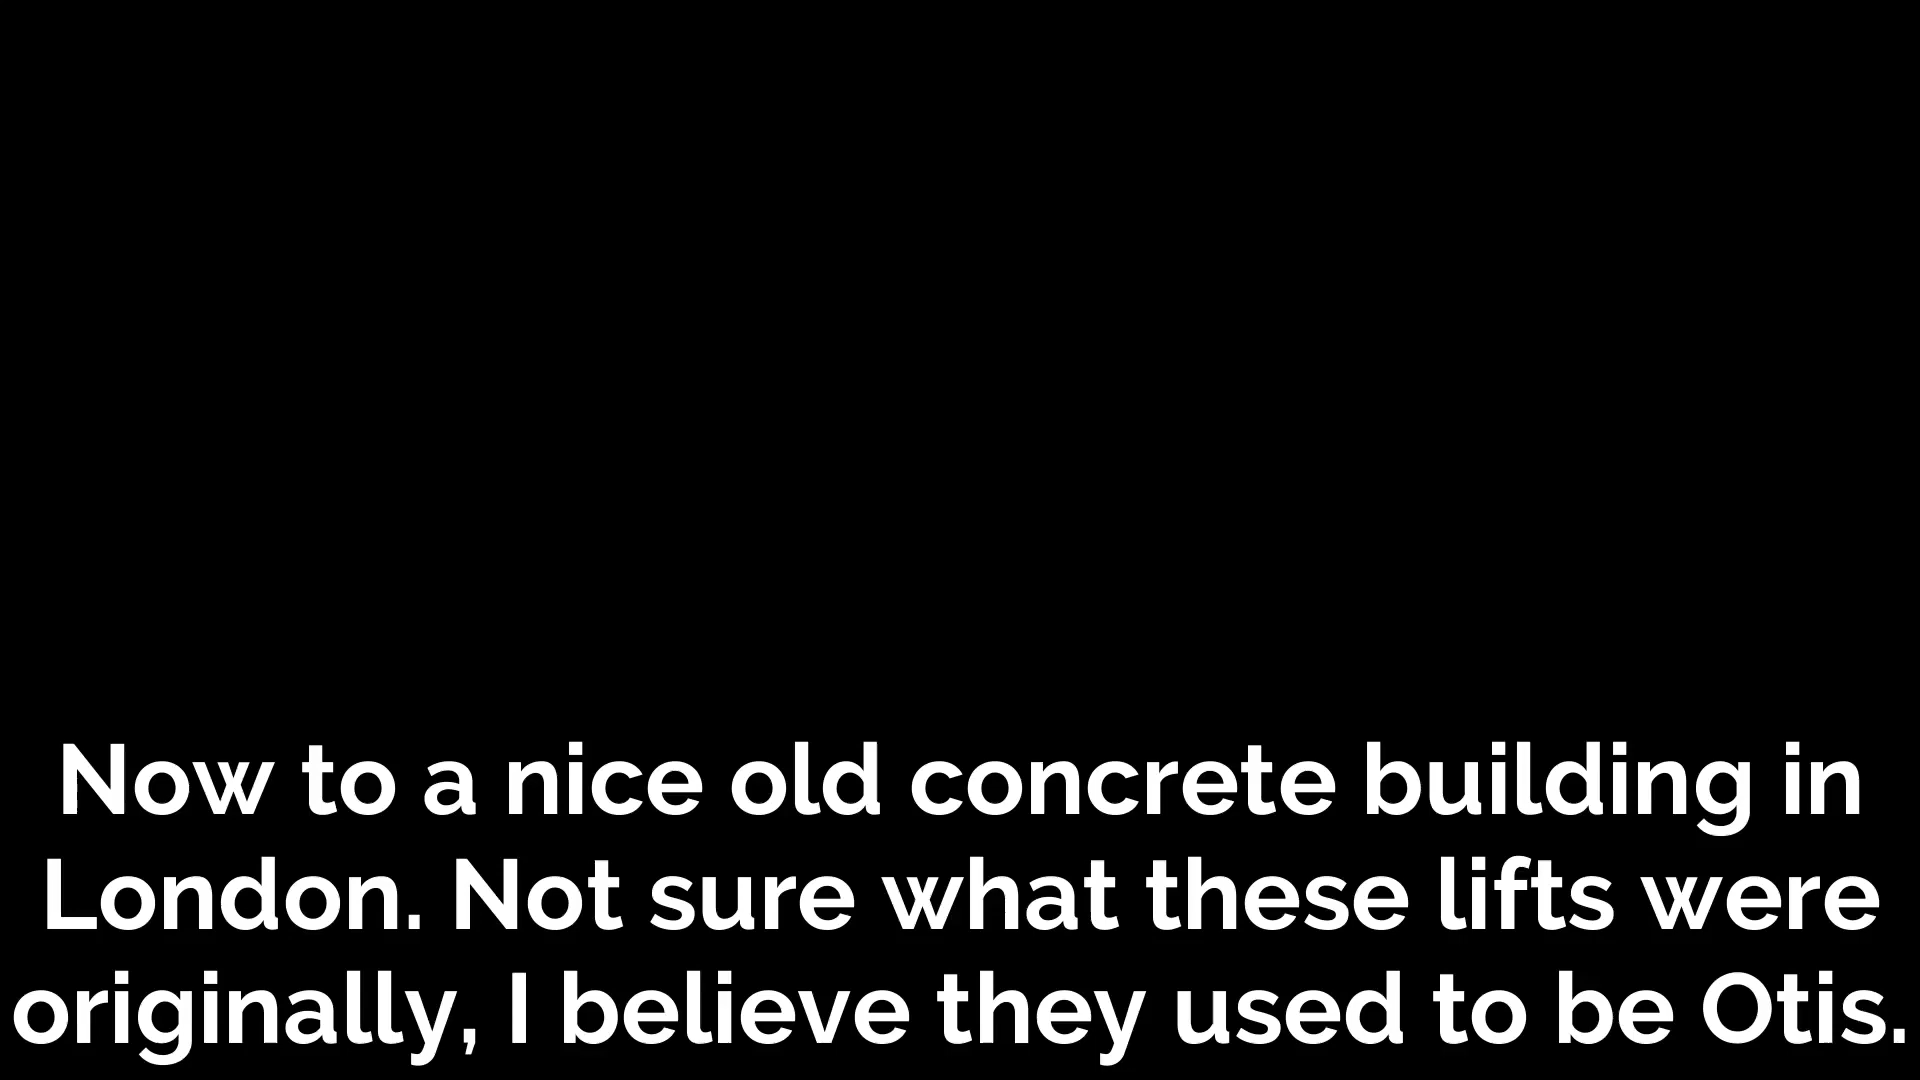 Now to a nice old concrete building in
London. Not sure what these lifts were
originally, I believe they used to be Otis.